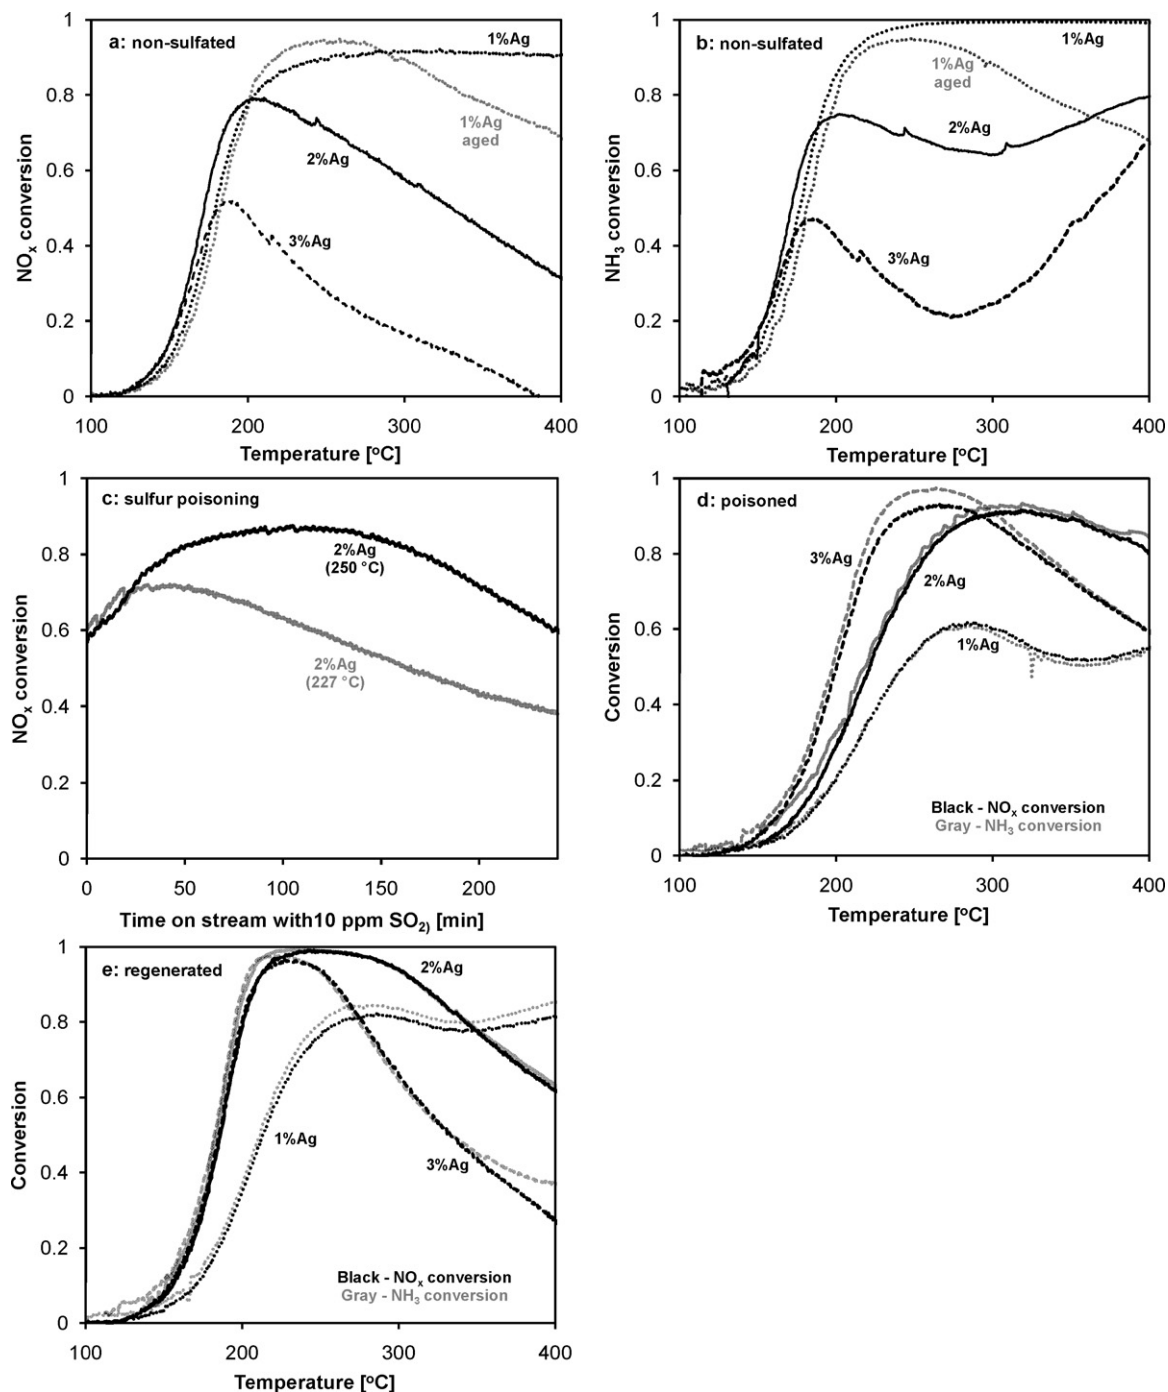 a: non-sulfated
1%Ag
1%Ag
aged
2%Ag
3%Ag
NOx conversion
1
0.8
0.6
0.4
0.2
0
100 200 300 400
Temperature [°C]
b: non-sulfated
1%Ag
1%Ag
aged
2%Ag
3%Ag
NH3 conversion
1
0.8
0.6
0.4
0.2
0
100 200 300 400
Temperature [°C]
c: sulfur poisoning
2%Ag
(250 °C)
2%Ag
(227 °C)
NOx conversion
1
0.8
0.6
0.4
0.2
0
0 50 100 150 200
Time on stream with10 ppm SO2) [min]
d: poisoned
3%Ag
2%Ag
1%Ag
Black - NOx conversion
Gray - NH3 conversion
Conversion
1
0.8
0.6
0.4
0.2
0
100 200 300 400
Temperature [°C]
e: regenerated
2%Ag
1%Ag
3%Ag
Black - NOx conversion
Gray - NH3 conversion
Conversion
1
0.8
0.6
0.4
0.2
0
100 200 300 400
Temperature [°C]